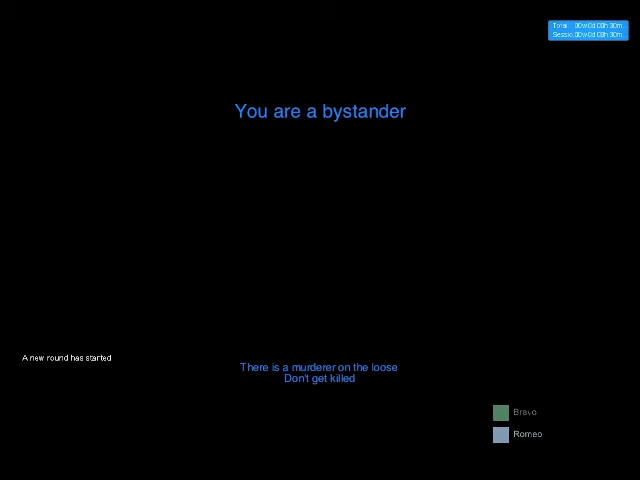 You are a bystander
A new round has started
There is a murderer on the loose
Don't get killed
Bravo
Romeo